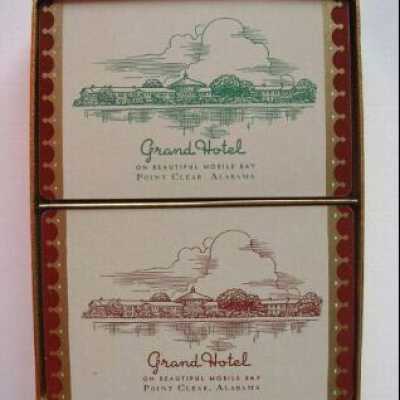 Grand Hotel
ON BEAUTIFUL MOBILE BAY
POINT CLEAR, ALABAMA
Grand Hotel
ON BEAUTIFUL MOBILE BAY
POINT CLEAR, ALABAMA